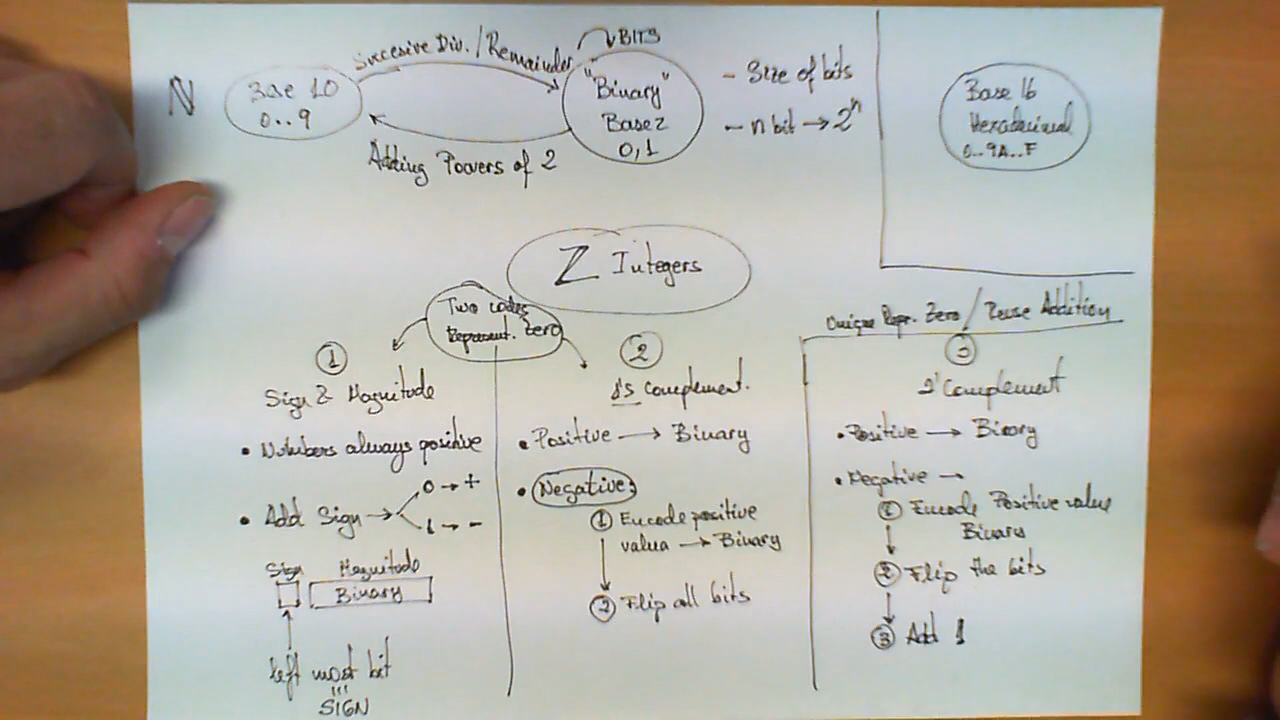 N
Base 10
0..9
Succesive Div. / Remainder
BITS
"Binary"
Base 2
0,1
Adding Powers of 2
- Size of bits
- n bit → 2ⁿ
Base 16
Hexadecimal
0..9A..F
Z Integers
Two codes
Represent. Zero
1
Sign & Magnitude
• Numbers always positive
• Add Sign →
0 → +
1 → -
Sign Magnitude
Binary
left most bit
SIGN
2
1's complement.
• Positive → Binary
• Negative:
1 Encode positive
value → Binary
2 Flip all bits
Unique Repr. Zero / Reuse Addition
3
2' Complement
• Positive → Binary
• Negative →
1 Encode Positive value
Binary
2 Flip the bits
3 Add 1